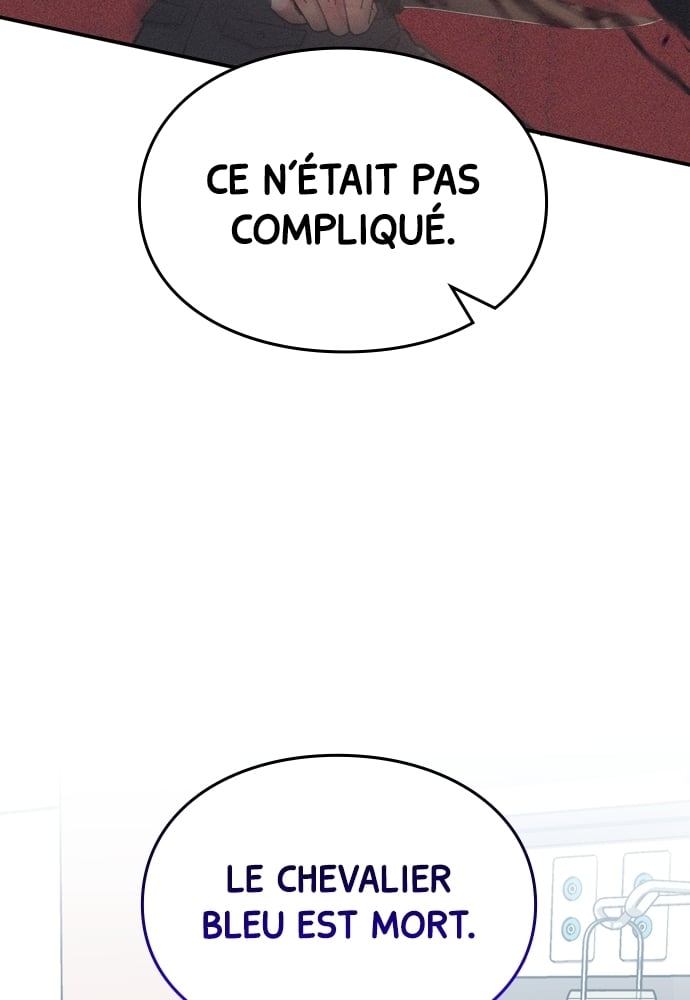 CE N'ÉTAIT PAS
COMPLIQUÉ.
LE CHEVALIER
BLEU EST MORT.